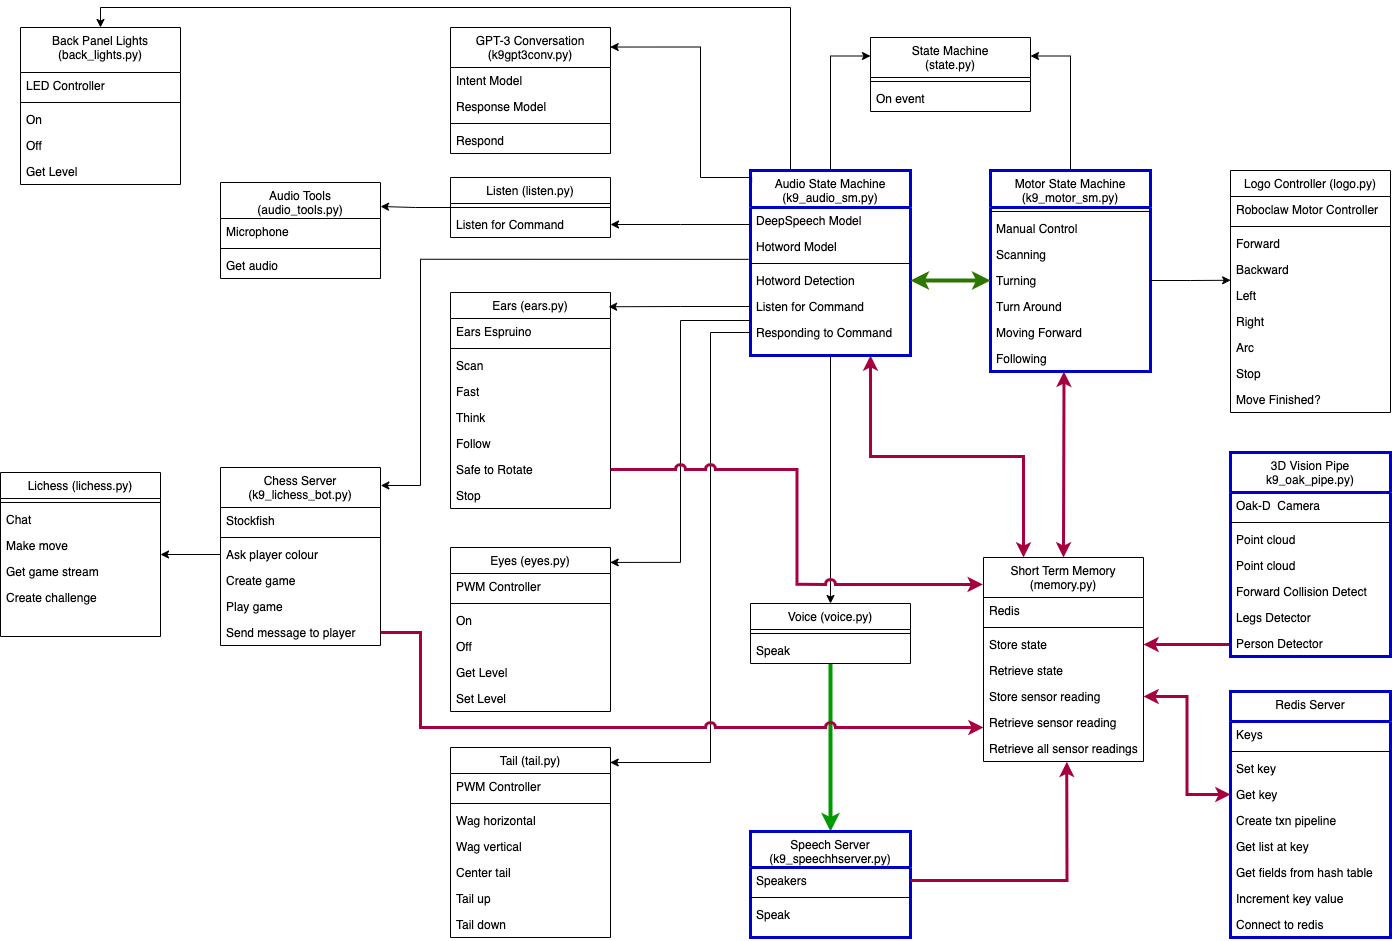 Back Panel Lights
(back_lights.py)
LED Controller
On
Off
Get Level
GPT-3 Conversation
(k9gpt3conv.py)
Intent Model
Response Model
Respond
State Machine
(state.py)
On event
Audio Tools
(audio_tools.py)
Microphone
Get audio
Listen (listen.py)
Listen for Command
Audio State Machine
(k9_audio_sm.py)
DeepSpeech Model
Hotword Model
Hotword Detection
Listen for Command
Responding to Command
Motor State Machine
(k9_motor_sm.py)
Manual Control
Scanning
Turning
Turn Around
Moving Forward
Following
Logo Controller (logo.py)
Roboclaw Motor Controller
Forward
Backward
Left
Right
Arc
Stop
Move Finished?
Ears (ears.py)
Ears Espruino
Scan
Fast
Think
Follow
Safe to Rotate
Stop
Lichess (lichess.py)
Chat
Make move
Get game stream
Create challenge
Chess Server
(k9_lichess_bot.py)
Stockfish
Ask player colour
Create game
Play game
Send message to player
Eyes (eyes.py)
PWM Controller
On
Off
Get Level
Set Level
Voice (voice.py)
Speak
Short Term Memory
(memory.py)
Redis
Store state
Retrieve state
Store sensor reading
Retrieve sensor reading
Retrieve all sensor readings
3D Vision Pipe
k9_oak_pipe.py)
Oak-D  Camera
Point cloud
Point cloud
Forward Collision Detect
Legs Detector
Person Detector
Tail (tail.py)
PWM Controller
Wag horizontal
Wag vertical
Center tail
Tail up
Tail down
Speech Server
(k9_speechhserver.py)
Speakers
Speak
Redis Server
Keys
Set key
Get key
Create txn pipeline
Get list at key
Get fields from hash table
Increment key value
Connect to redis